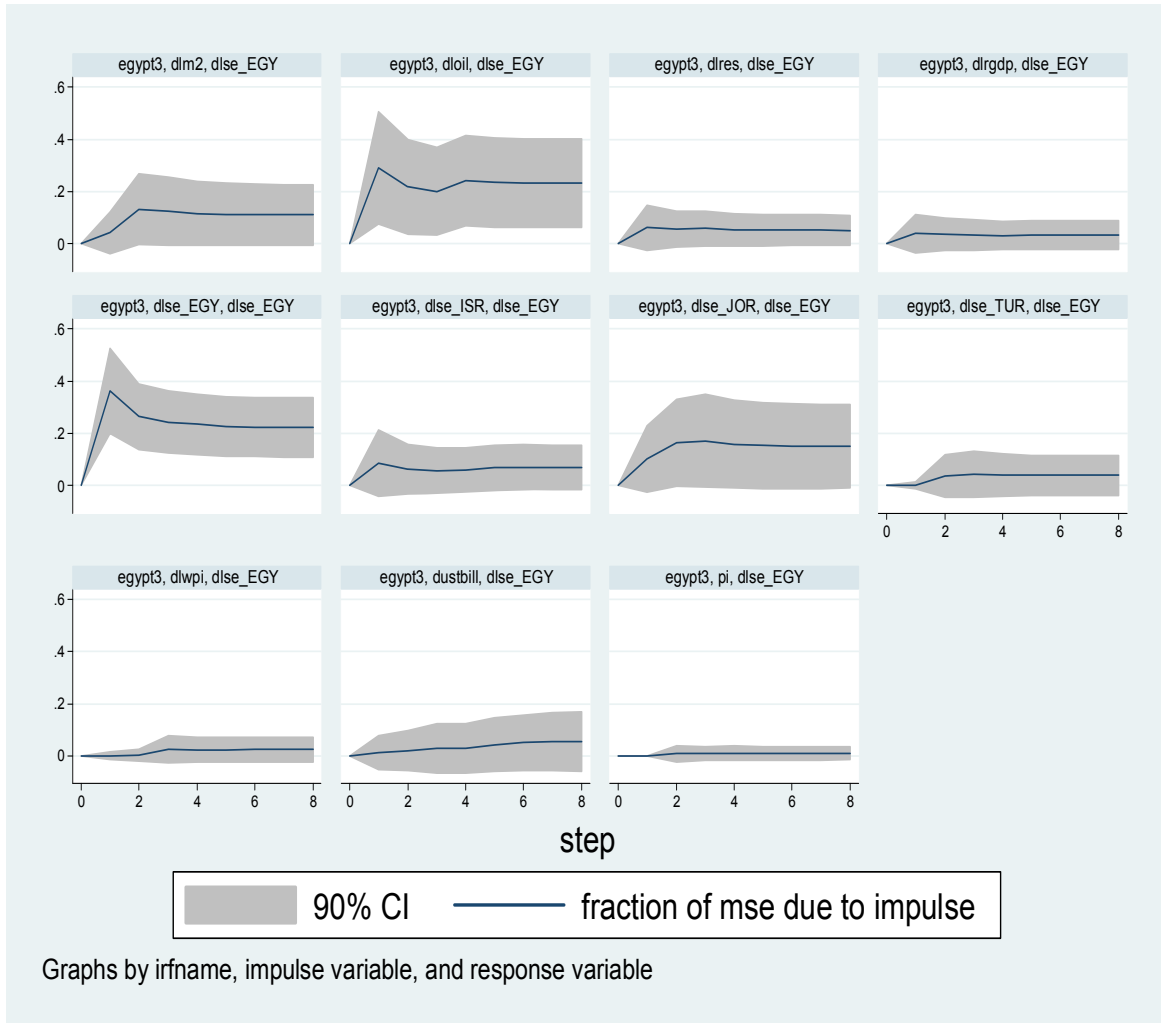 egypt3, dlm2, dlse_EGY
egypt3, dloil, dlse_EGY
egypt3, dlres, dlse_EGY
egypt3, dlrgdp, dlse_EGY
.6
.4
.2
0
egypt3, dlse_EGY, dlse_EGY
egypt3, dlse_ISR, dlse_EGY
egypt3, dlse_JOR, dlse_EGY
egypt3, dlse_TUR, dlse_EGY
.6
.4
.2
0
0 2 4 6 8
egypt3, dlwpi, dlse_EGY
egypt3, dustbill, dlse_EGY
egypt3, pi, dlse_EGY
.6
.4
.2
0
0 2 4 6 8
0 2 4 6 8
0 2 4 6 8
step
90% CI
fraction of mse due to impulse
Graphs by irfname, impulse variable, and response variable